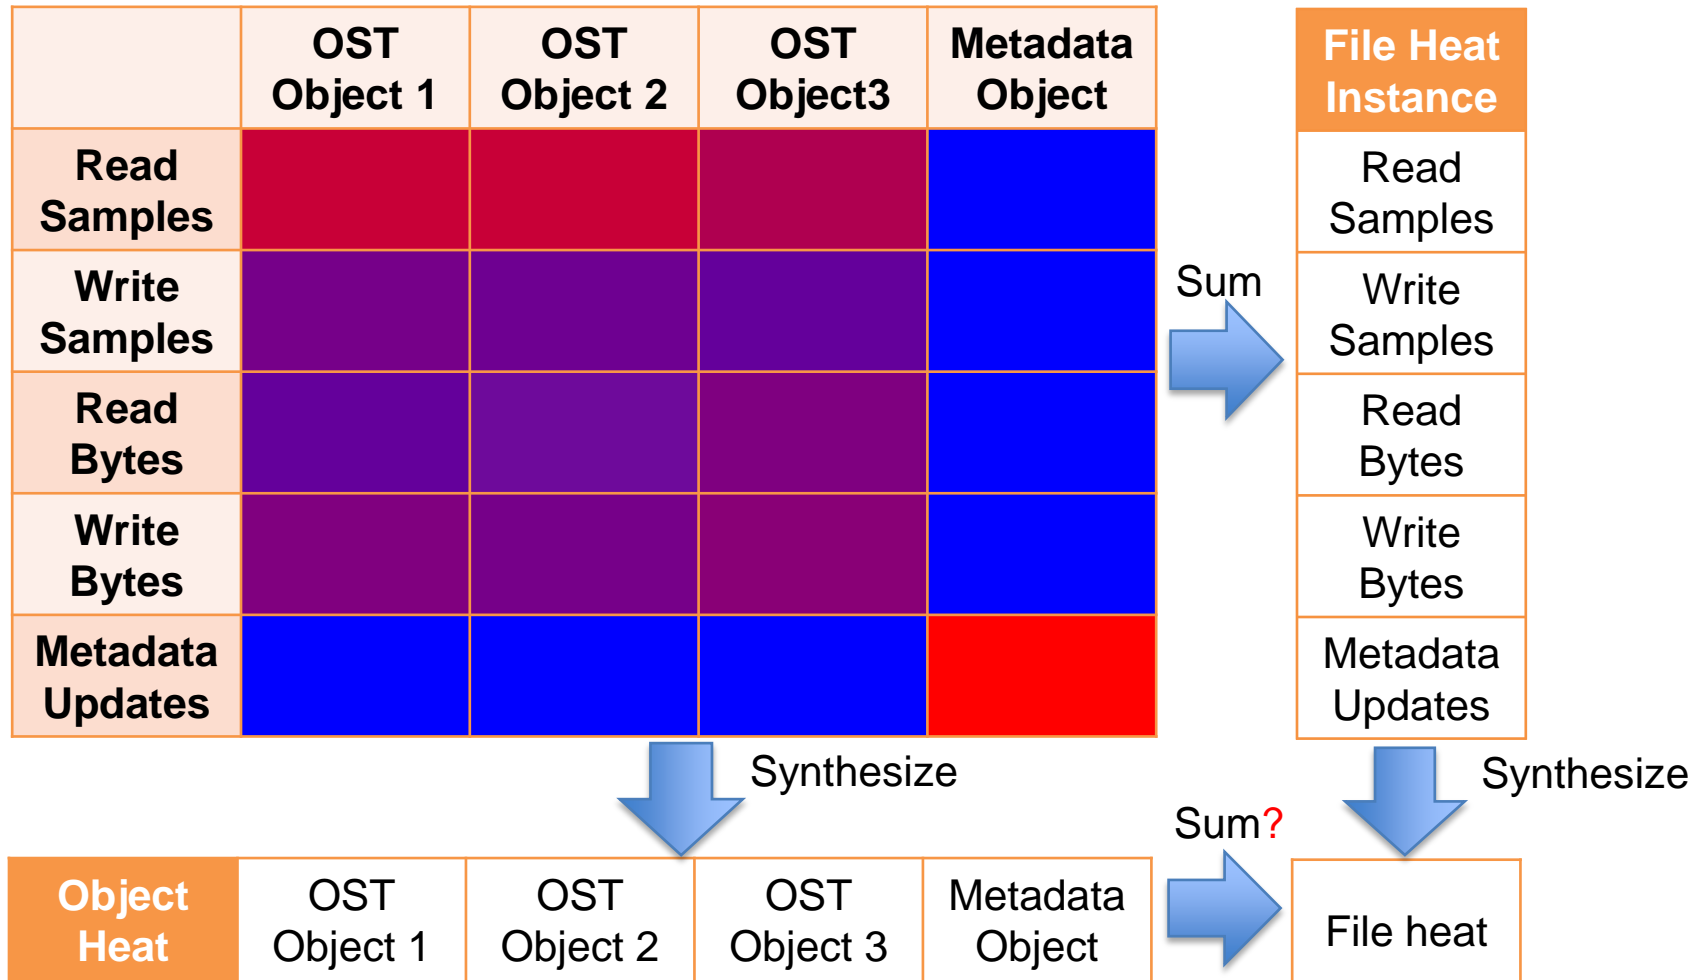 OST
Object 1
OST
Object 2
OST
Object3
Metadata
Object
File Heat
Instance
Read
Samples
Read
Samples
Write
Samples
Sum
Write
Samples
Read
Bytes
Read
Bytes
Write
Bytes
Write
Bytes
Metadata
Updates
Metadata
Updates
Synthesize
Synthesize
Sum?
Object
Heat
OST
Object 1
OST
Object 2
OST
Object 3
Metadata
Object
File heat